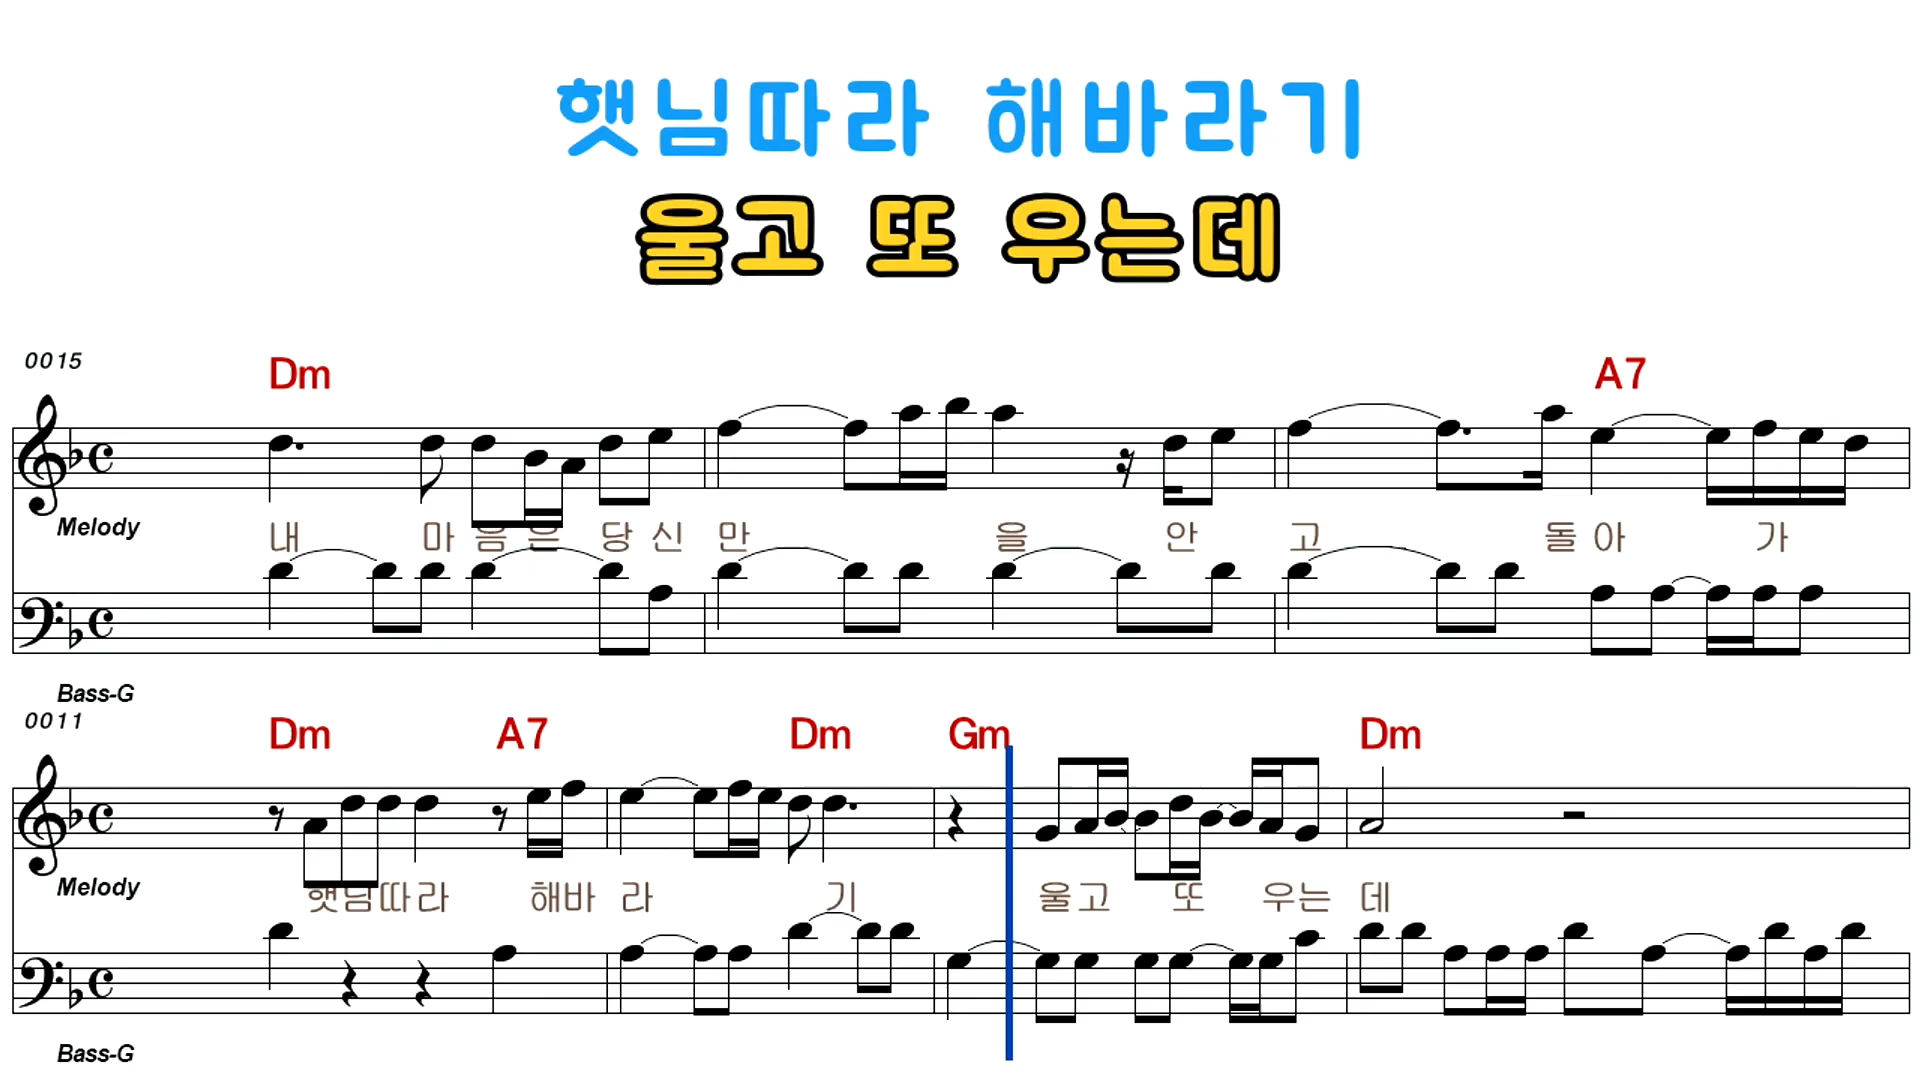 햇님따라 해바라기
울고 또 우는데
0015
Dm A7
Melody
내 마음은 당신만을 안고 돌아가
Bass-G
0011
Dm A7 Dm Gm Dm
Melody
햇님따라 해바라기 울고 또 우는데
Bass-G